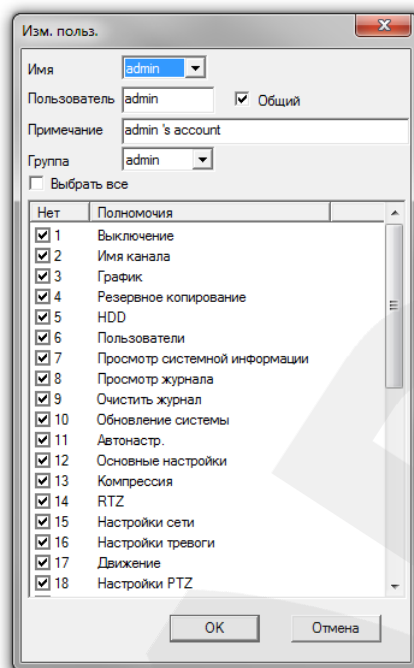 Изм. польз.
Имя admin
Пользователь admin Общий
Примечание admin 's account
Группа admin
Выбрать все
Нет Полномочия
1 Выключение
2 Имя канала
3 График
4 Резервное копирование
5 HDD
6 Пользователи
7 Просмотр системной информации
8 Просмотр журнала
9 Очистить журнал
10 Обновление системы
11 Автонастр.
12 Основные настройки
13 Компрессия
14 RTZ
15 Настройки сети
16 Настройки тревоги
17 Движение
18 Настройки PTZ
OK Отмена